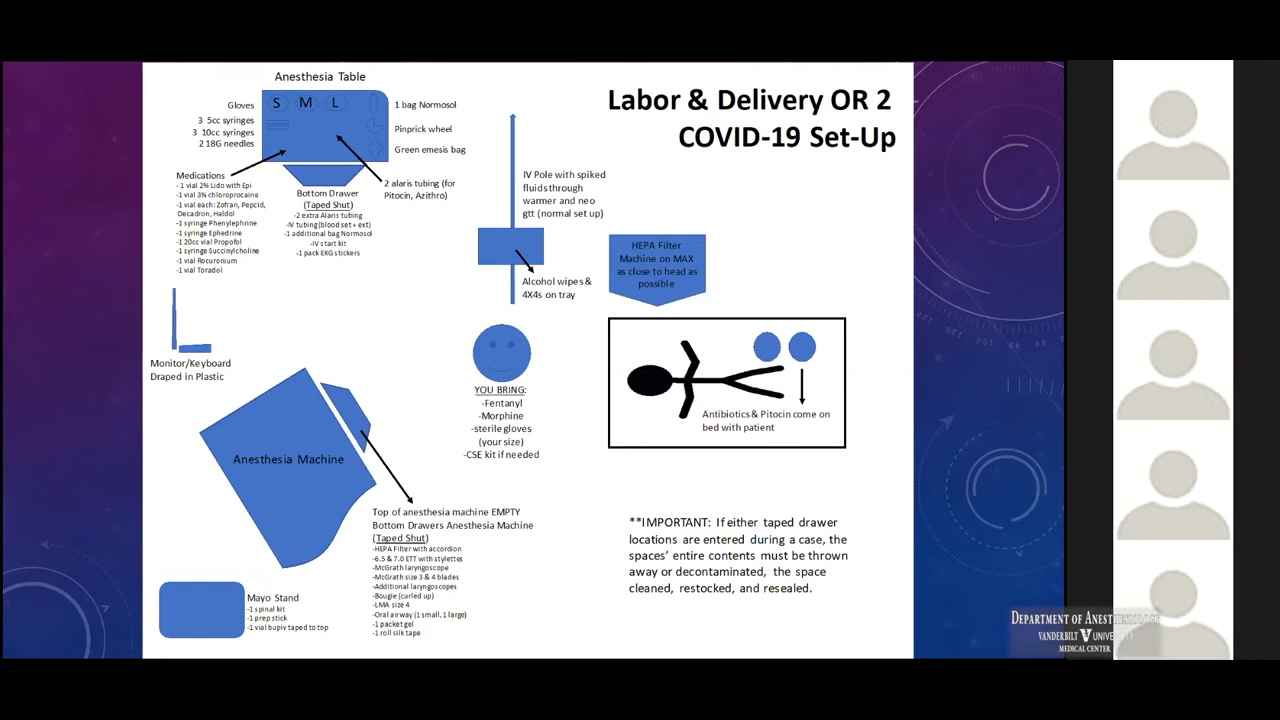 Anesthesia Table
Labor & Delivery OR 2
COVID-19 Set-Up
S M L
Gloves
3 5cc syringes
3 10cc syringes
2 18G needles
1 bag Normosol
Pinprick wheel
Green emesis bag
Medications
- 1 vial 2% Lido with Epi
-1 vial 3% chloroprocaine
-1 vial each: Zofran, Pepcid,
Decadron, Haldol
-1 syringe Phenylephrine
-1 syringe Ephedrine
-1 20cc vial Propofol
-1 syringe Succinylcholine
-1 vial Rocuronium
-1 vial Toradol
Bottom Drawer
(Taped Shut)
-2 extra Alaris tubing
-IV tubing (blood set + ext)
-1 additional bag Normosol
-IV start kit
-1 pack EKG stickers
2 alaris tubing (for
Pitocin, Azithro)
IV Pole with spiked
fluids through
warmer and neo
gtt (normal set up)
Alcohol wipes &
4X4s on tray
HEPA Filter
Machine on MAX
as close to head as
possible
Monitor/Keyboard
Draped in Plastic
YOU BRING:
-Fentanyl
-Morphine
-sterile gloves
(your size)
-CSE kit if needed
Antibiotics & Pitocin come on
bed with patient
Anesthesia Machine
Top of anesthesia machine EMPTY
Bottom Drawers Anesthesia Machine
(Taped Shut)
-HEPA Filter with accordion
-6.5 & 7.0 ETT with stylettes
-McGrath laryngoscope
-McGrath size 3 & 4 blades
-Additional laryngoscopes
-Bougie (curled up)
-LMA size 4
-Oral airway (1 small, 1 large)
-1 packet gel
-1 roll silk tape
Mayo Stand
-1 spinal kit
-1 prep stick
-1 vial bupiv taped to top
**IMPORTANT: If either taped drawer
locations are entered during a case, the
spaces' entire contents must be thrown
away or decontaminated, the space
cleaned, restocked, and resealed.
DEPARTMENT OF
VANDERBILT UNIVERSITY
MEDICAL CENTER